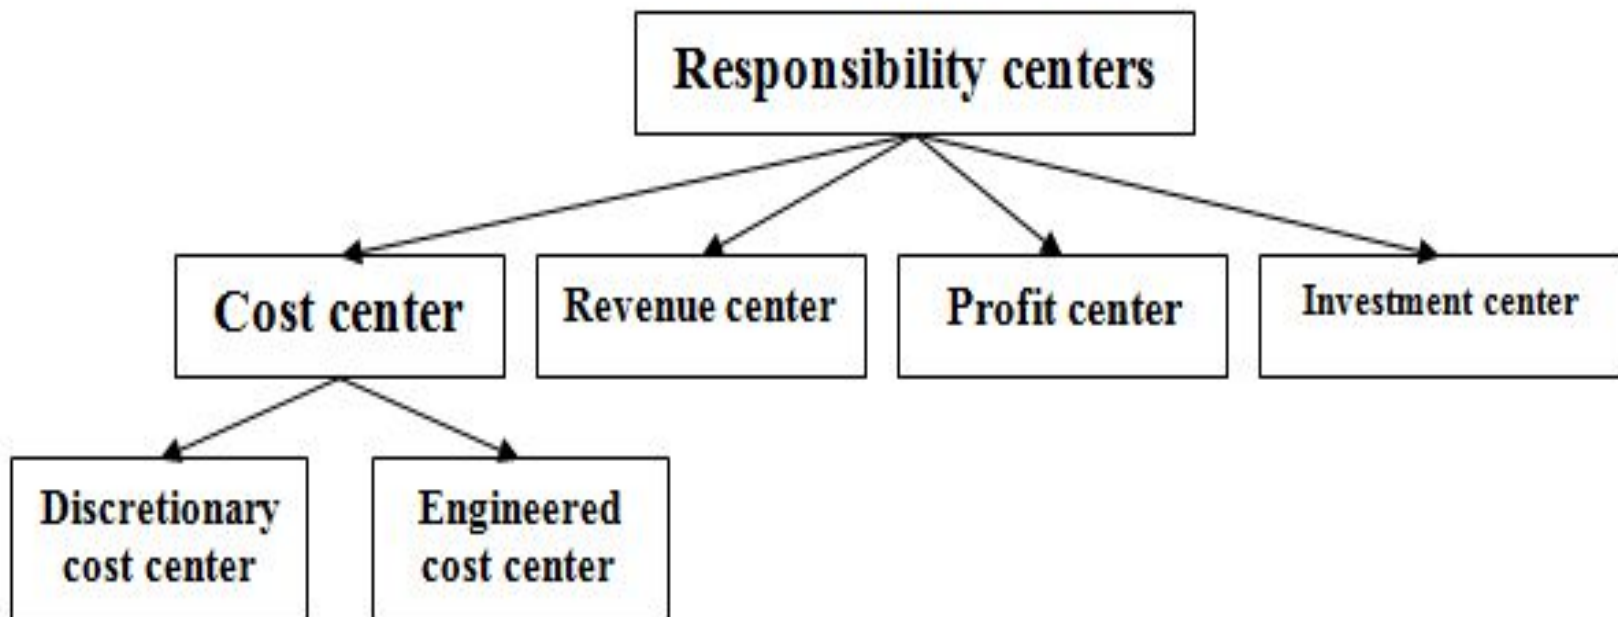 Responsibility centers
Cost center
Revenue center
Profit center
Investment center
Discretionary
cost center
Engineered
cost center